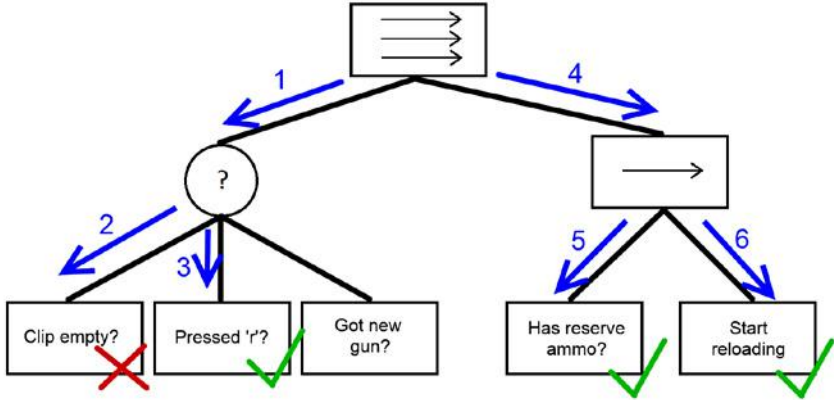 1
4
?
2
3
5
6
Clip empty?
Pressed 'r'?
Got new
gun?
Has reserve
ammo?
Start
reloading